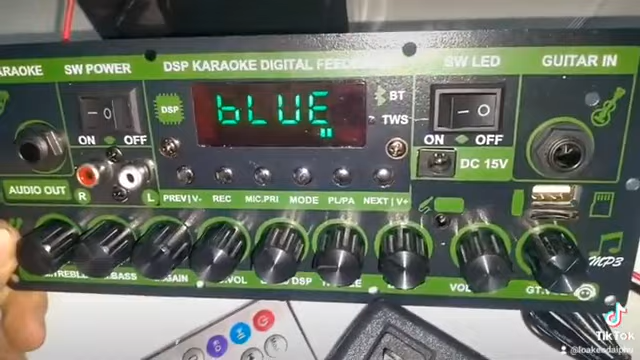 KARAOKE
SW POWER
DSP KARAOKE DIGITAL
SW LED
GUITAR IN
DSP
bLUE
BT
TWS
ON OFF
ON OFF
DC 15V
AUDIO OUT
R
L
PREV|V-
REC
MIC.PRI
MODE
PL/PA
NEXT|V+
BASS
DSP
VOL
MP3
TikTok